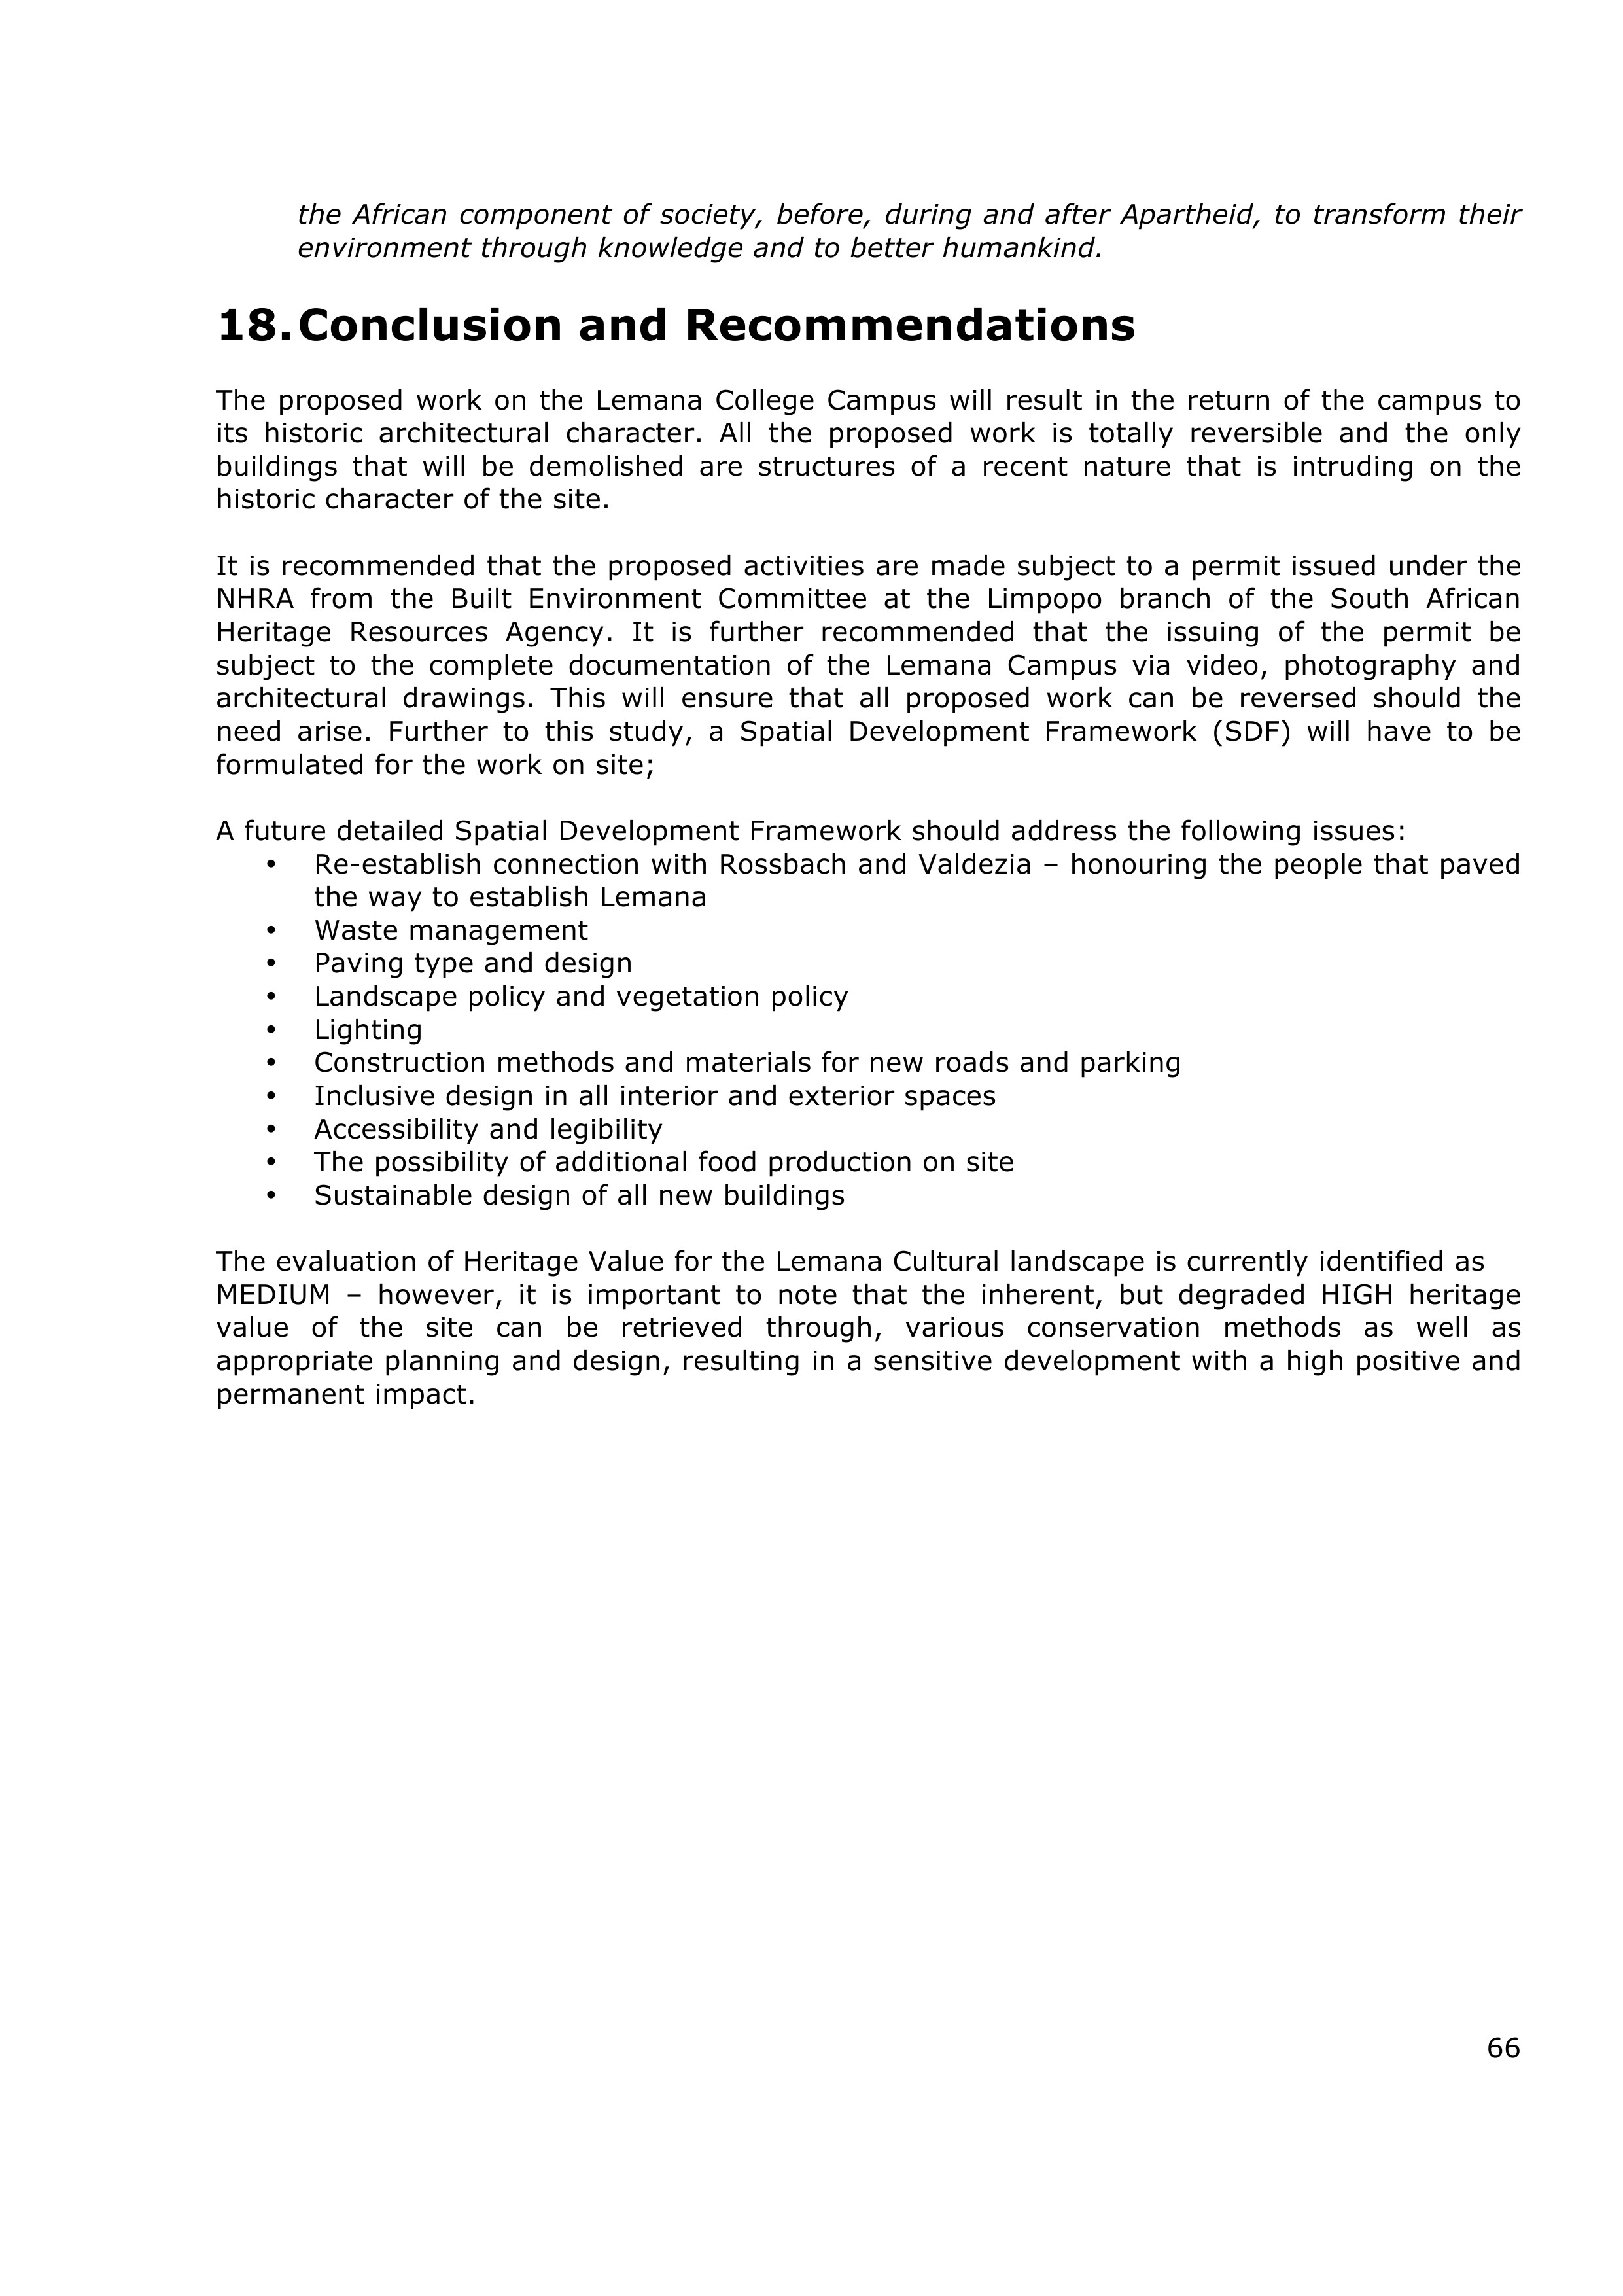 the African component of society, before, during and after Apartheid, to transform their
environment through knowledge and to better humankind.
18. Conclusion and Recommendations
The proposed work on the Lemana College Campus will result in the return of the campus to
its historic architectural character. All the proposed work is totally reversible and the only
buildings that will be demolished are structures of a recent nature that is intruding on the
historic character of the site.
It is recommended that the proposed activities are made subject to a permit issued under the
NHRA from the Built Environment Committee at the Limpopo branch of the South African
Heritage Resources Agency. It is further recommended that the issuing of the permit be
subject to the complete documentation of the Lemana Campus via video, photography and
architectural drawings. This will ensure that all proposed work can be reversed should the
need arise. Further to this study, a Spatial Development Framework (SDF) will have to be
formulated for the work on site;
A future detailed Spatial Development Framework should address the following issues:
• Re-establish connection with Rossbach and Valdezia – honouring the people that paved
the way to establish Lemana
• Waste management
• Paving type and design
• Landscape policy and vegetation policy
• Lighting
• Construction methods and materials for new roads and parking
• Inclusive design in all interior and exterior spaces
• Accessibility and legibility
• The possibility of additional food production on site
• Sustainable design of all new buildings
The evaluation of Heritage Value for the Lemana Cultural landscape is currently identified as
MEDIUM – however, it is important to note that the inherent, but degraded HIGH heritage
value of the site can be retrieved through, various conservation methods as well as
appropriate planning and design, resulting in a sensitive development with a high positive and
permanent impact.
66